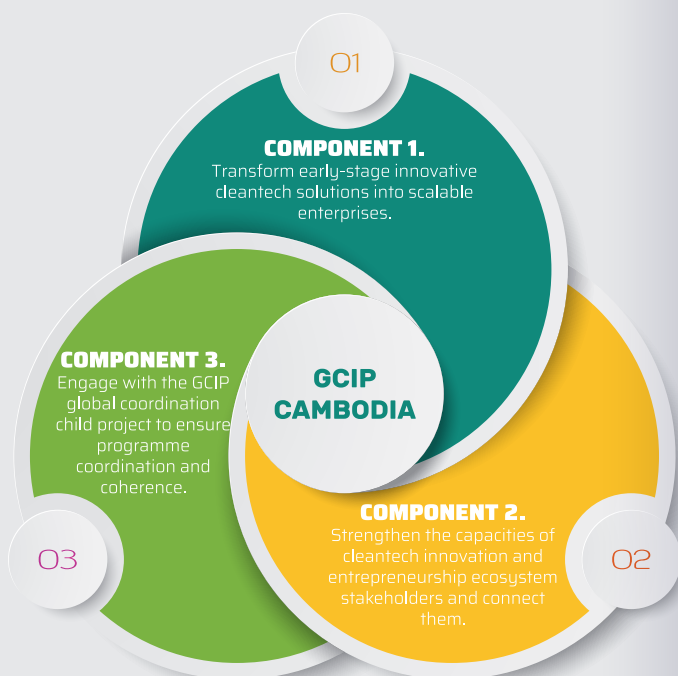 01
COMPONENT 1.
Transform early-stage innovative
cleantech solutions into scalable
enterprises.
COMPONENT 3.
Engage with the GCIP
global coordination
child project to ensure
programme
coordination and
coherence.
03
GCIP
CAMBODIA
COMPONENT 2.
Strengthen the capacities of
cleantech innovation and
entrepreneurship ecosystem
stakeholders and connect
them.
02